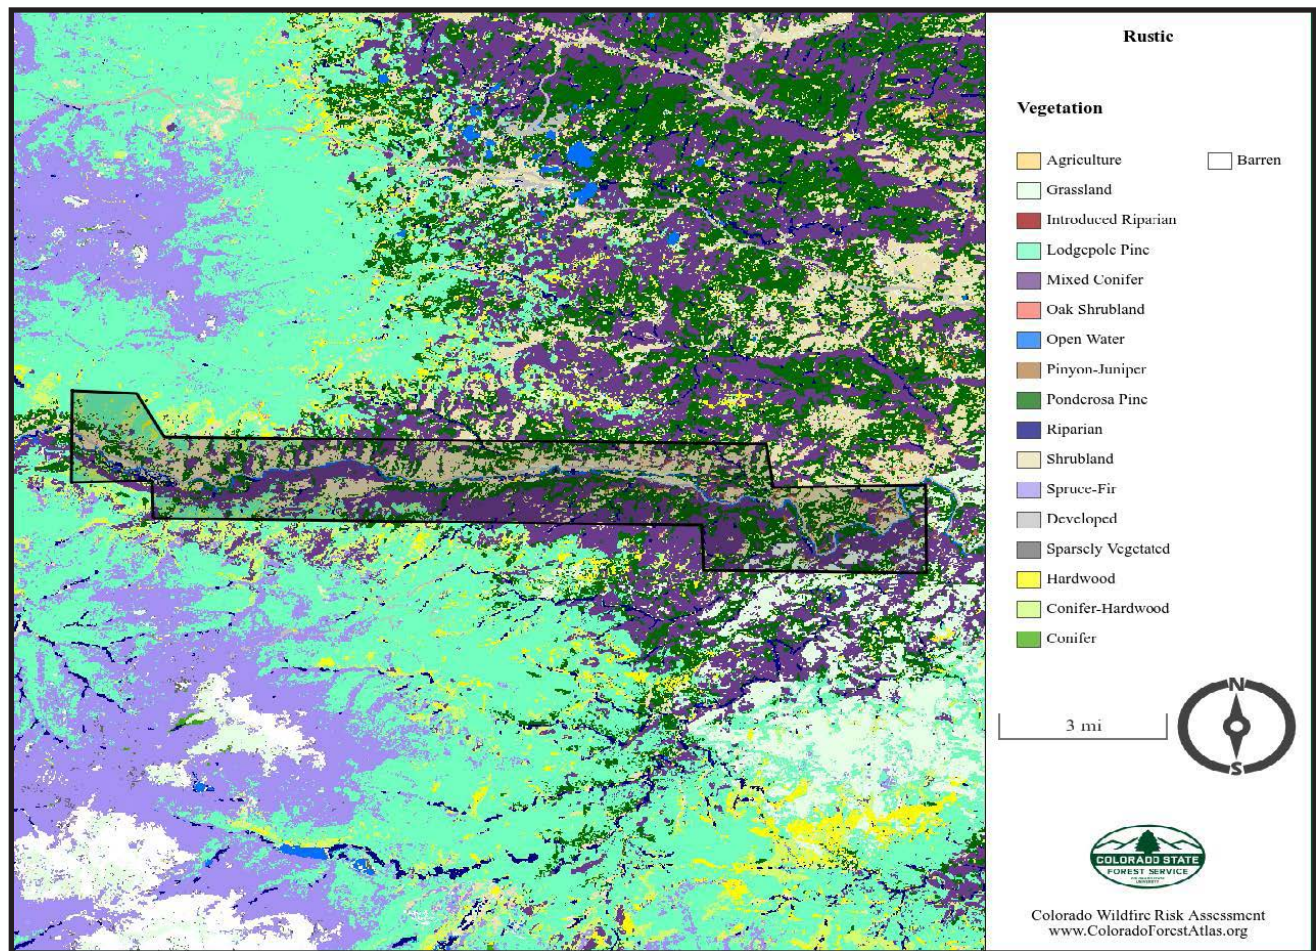 Rustic
Vegetation
Agriculture
Barren
Grassland
Introduced Riparian
Lodgepole Pine
Mixed Conifer
Oak Shrubland
Open Water
Pinyon-Juniper
Ponderosa Pine
Riparian
Shrubland
Spruce-Fir
Developed
Sparsely Vegetated
Hardwood
Conifer-Hardwood
Conifer
N
S
3 mi
COLORADO STATE
FOREST SERVICE
Colorado Wildfire Risk Assessment
www.ColoradoForestAtlas.org